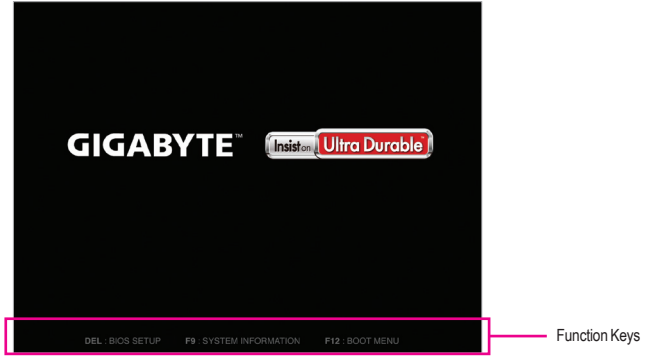 GIGABYTE™
Insist on Ultra Durable™
DEL : BIOS SETUP F9 : SYSTEM INFORMATION F12 : BOOT MENU
Function Keys